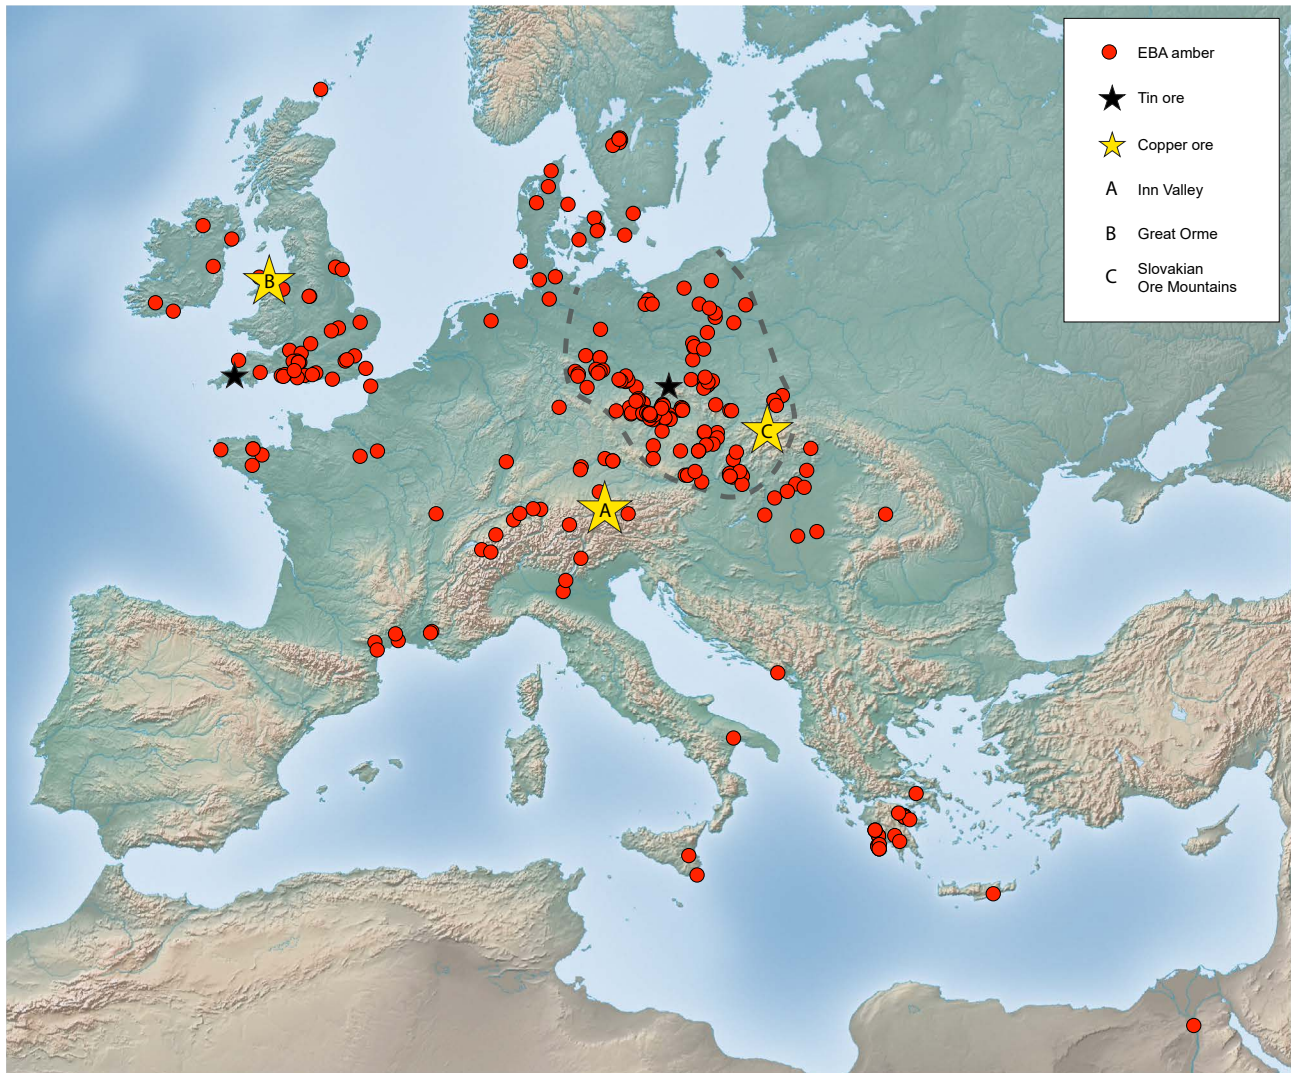 EBA amber
Tin ore
Copper ore
A Inn Valley
B Great Orme
C Slovakian
Ore Mountains
B
C
A